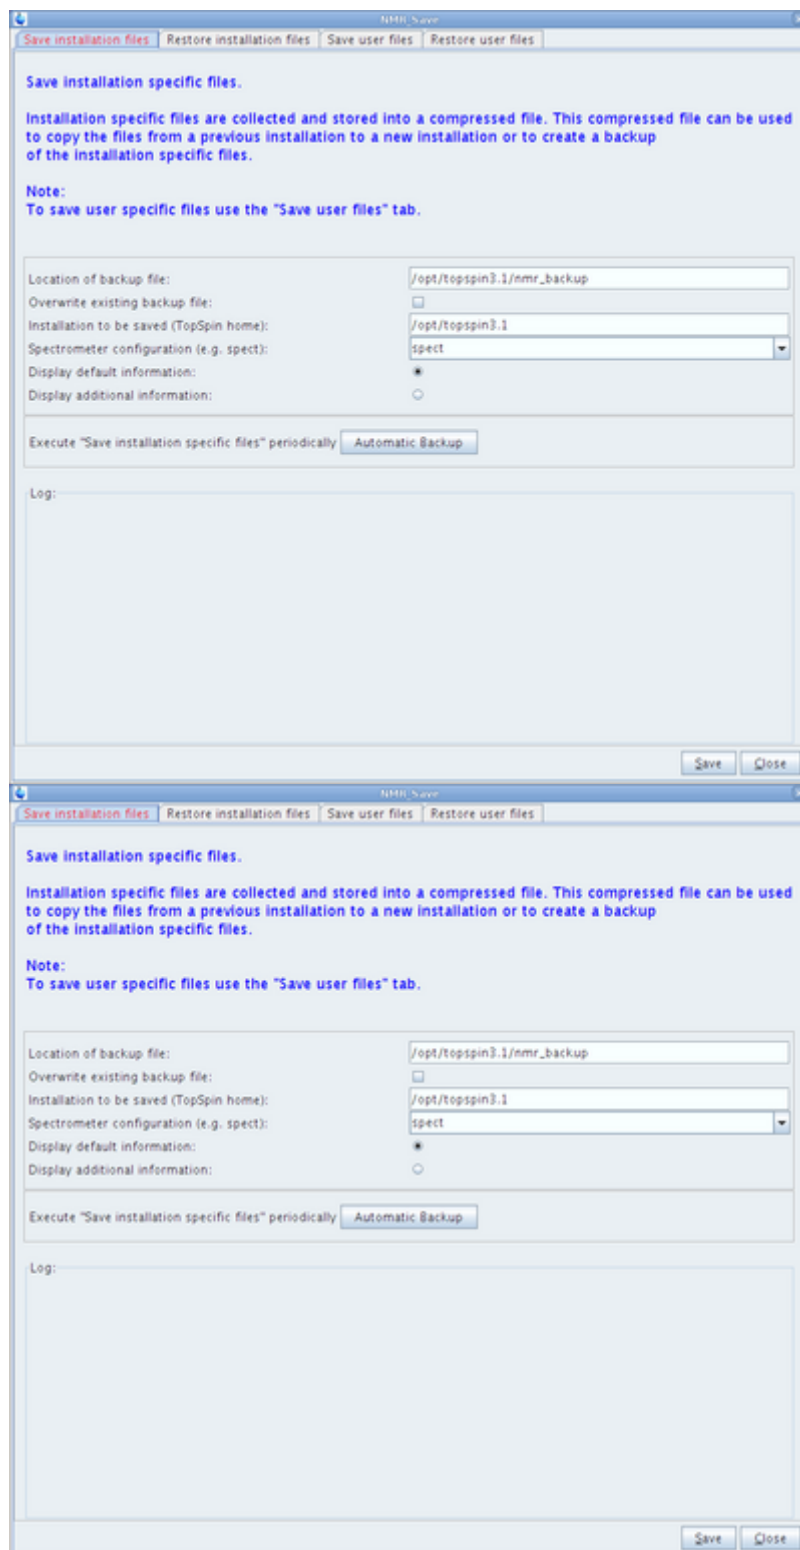 NMR_Save
Save installation files Restore installation files Save user files Restore user files
Save installation specific files.
Installation specific files are collected and stored into a compressed file. This compressed file can be used
to copy the files from a previous installation to a new installation or to create a backup
of the installation specific files.
Note:
To save user specific files use the "Save user files" tab.
Location of backup file: /opt/topspin3.1/nmr_backup
Overwrite existing backup file:
Installation to be saved (TopSpin home): /opt/topspin3.1
Spectrometer configuration (e.g. spect): spect
Display default information:
Display additional information:
Execute "Save installation specific files" periodically Automatic Backup
Log:
Save Close
NMR_Save
Save installation files Restore installation files Save user files Restore user files
Save installation specific files.
Installation specific files are collected and stored into a compressed file. This compressed file can be used
to copy the files from a previous installation to a new installation or to create a backup
of the installation specific files.
Note:
To save user specific files use the "Save user files" tab.
Location of backup file: /opt/topspin3.1/nmr_backup
Overwrite existing backup file:
Installation to be saved (TopSpin home): /opt/topspin3.1
Spectrometer configuration (e.g. spect): spect
Display default information:
Display additional information:
Execute "Save installation specific files" periodically Automatic Backup
Log:
Save Close